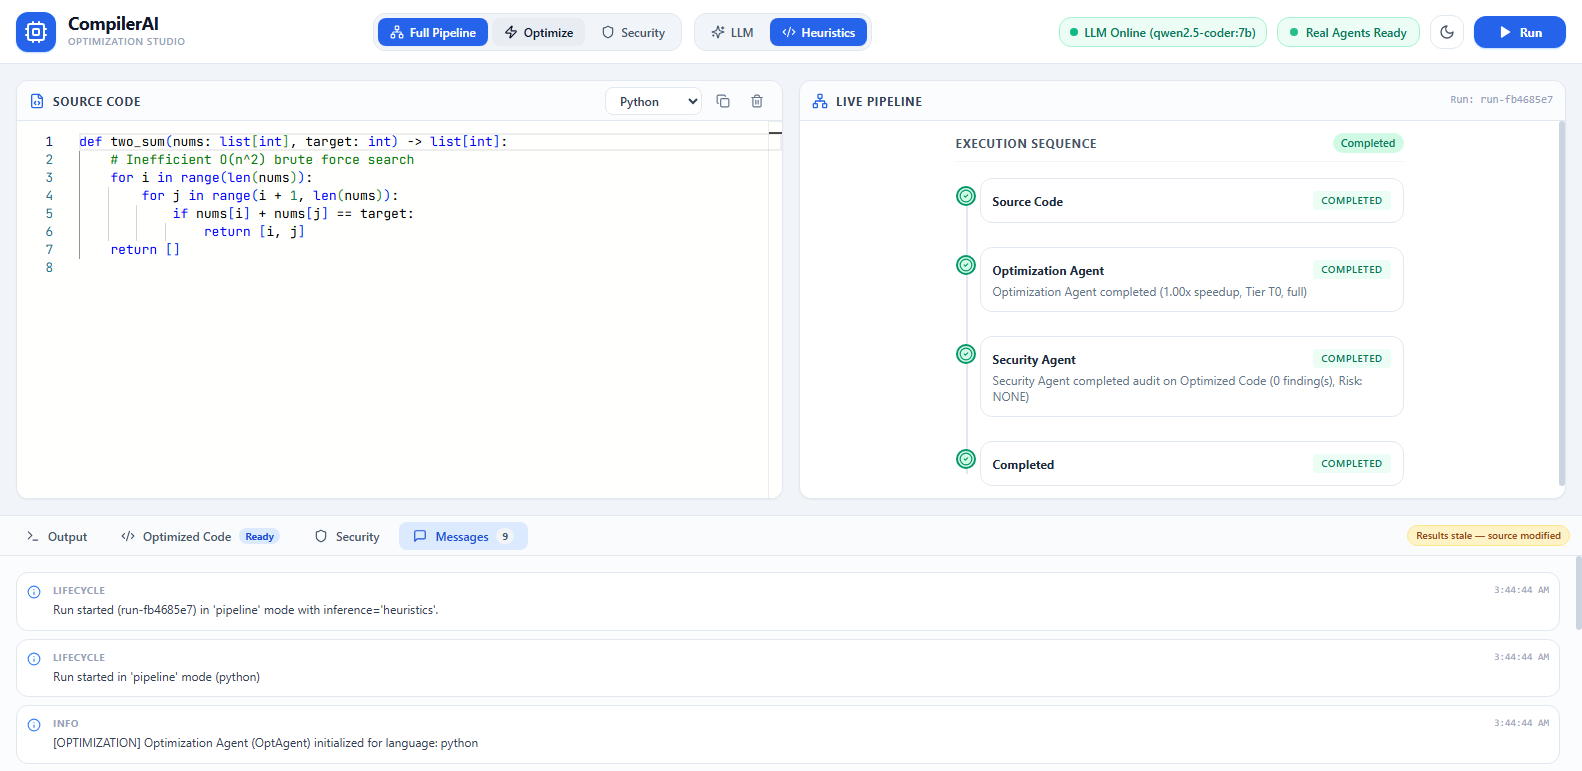 CompilerAI
OPTIMIZATION STUDIO
Full Pipeline
Optimize
Security
LLM
Heuristics
LLM Online (qwen2.5-coder:7b)
Real Agents Ready
Run
SOURCE CODE
Python
1 def two_sum(nums: list[int], target: int) -> list[int]:
2     # Inefficient O(n^2) brute force search
3     for i in range(len(nums)):
4         for j in range(i + 1, len(nums)):
5             if nums[i] + nums[j] == target:
6                 return [i, j]
7     return []
8
LIVE PIPELINE
Run: run-fb4685e7
EXECUTION SEQUENCE
Completed
Source Code
COMPLETED
Optimization Agent
COMPLETED
Optimization Agent completed (1.00x speedup, Tier T0, full)
Security Agent
COMPLETED
Security Agent completed audit on Optimized Code (0 finding(s), Risk:
NONE)
Completed
COMPLETED
Output
Optimized Code Ready
Security
Messages 9
Results stale — source modified
LIFECYCLE
3:44:44 AM
Run started (run-fb4685e7) in 'pipeline' mode with inference='heuristics'.
LIFECYCLE
3:44:44 AM
Run started in 'pipeline' mode (python)
INFO
3:44:44 AM
[OPTIMIZATION] Optimization Agent (OptAgent) initialized for language: python